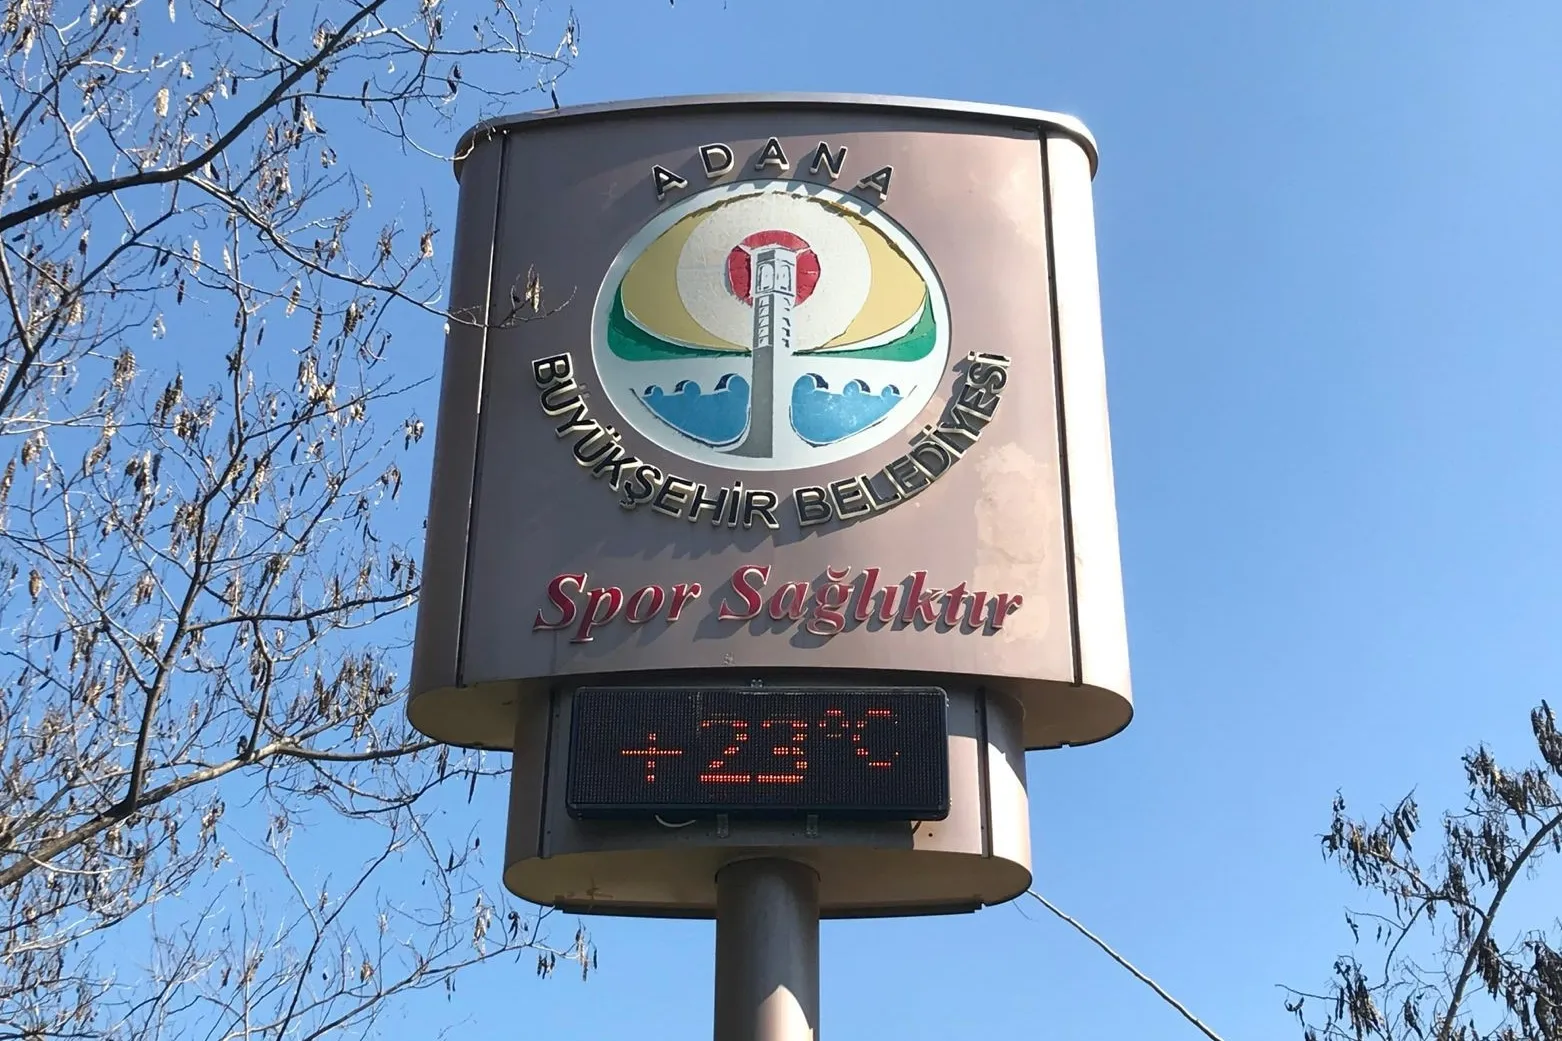 ADANA
BÜYÜKŞEHİR BELEDİYESİ
Spor Sağlıktır
+23°C